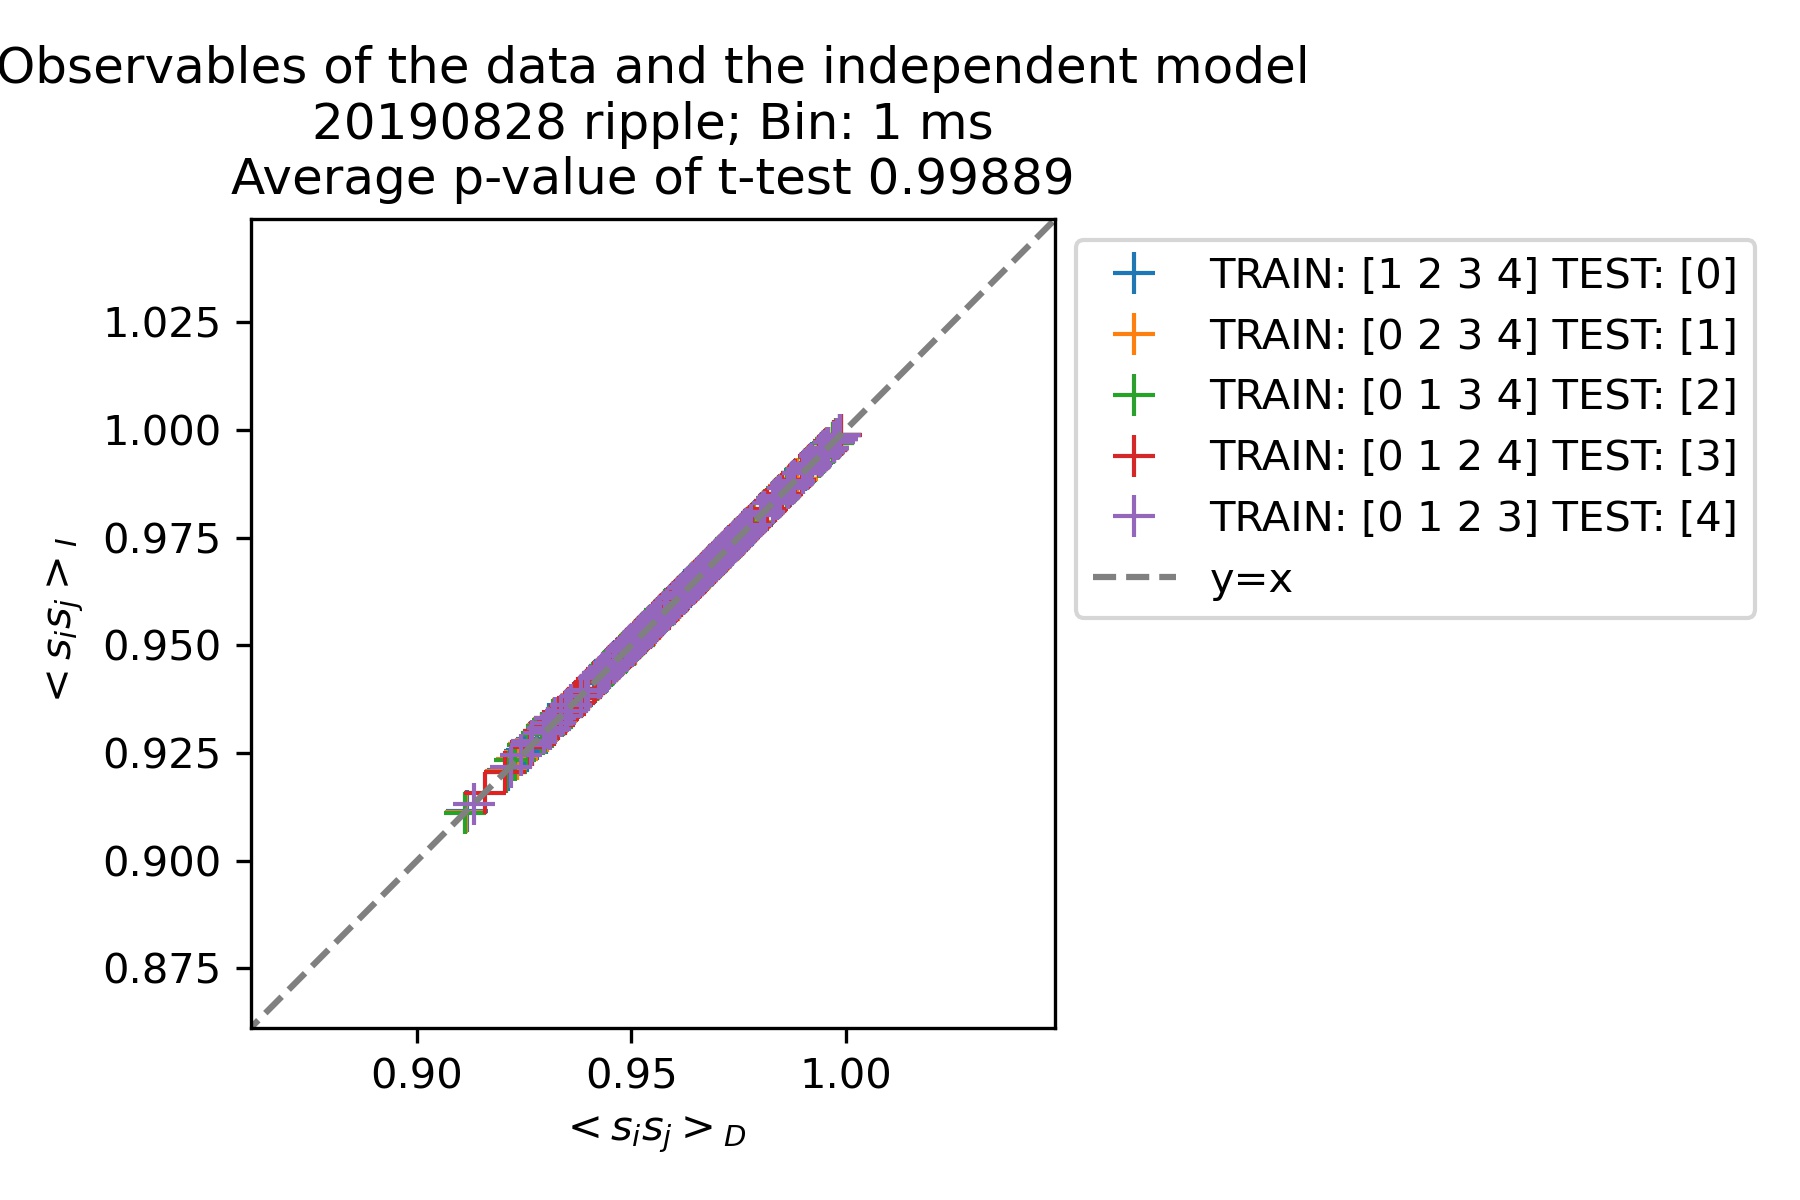 Observables of the data and the independent model
20190828 ripple; Bin: 1 ms
Average p-value of t-test 0.99889
1.025
1.000
0.975
0.950
0.925
0.900
0.875
< sᵢsⱼ >_I
0.90 0.95 1.00
< sᵢsⱼ >_D
TRAIN: [1 2 3 4] TEST: [0]
TRAIN: [0 2 3 4] TEST: [1]
TRAIN: [0 1 3 4] TEST: [2]
TRAIN: [0 1 2 4] TEST: [3]
TRAIN: [0 1 2 3] TEST: [4]
y=x